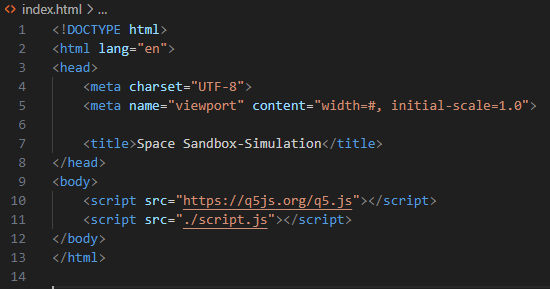 index.html > ...
1 <!DOCTYPE html>
2 <html lang="en">
3 <head>
4     <meta charset="UTF-8">
5     <meta name="viewport" content="width=#, initial-scale=1.0">
6
7     <title>Space Sandbox-Simulation</title>
8 </head>
9 <body>
10     <script src="https://q5js.org/q5.js"></script>
11     <script src="./script.js"></script>
12 </body>
13 </html>
14